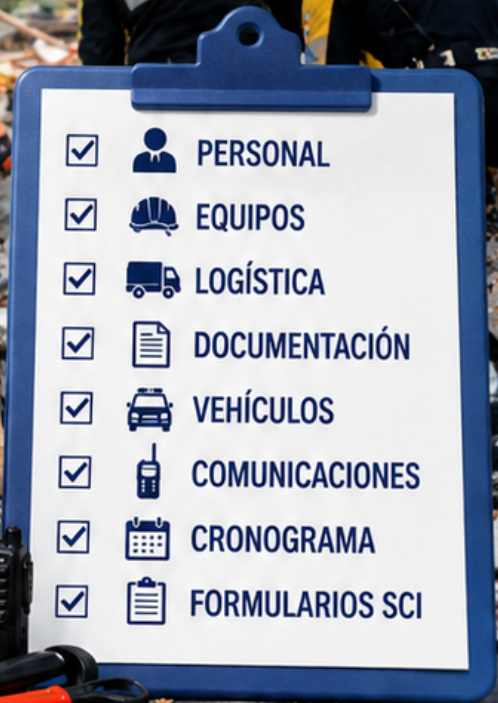 PERSONAL
EQUIPOS
LOGÍSTICA
DOCUMENTACIÓN
VEHÍCULOS
COMUNICACIONES
CRONOGRAMA
FORMULARIOS SCI